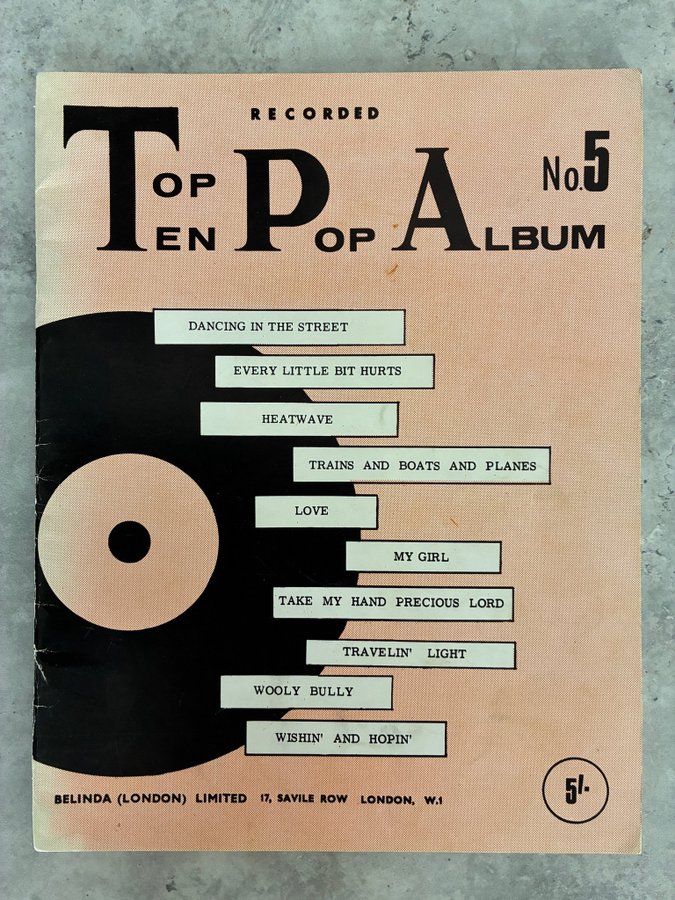 RECORDED
TOP
TEN POP ALBUM
No.5
DANCING IN THE STREET
EVERY LITTLE BIT HURTS
HEATWAVE
TRAINS AND BOATS AND PLANES
LOVE
MY GIRL
TAKE MY HAND PRECIOUS LORD
TRAVELIN' LIGHT
WOOLY BULLY
WISHIN' AND HOPIN'
BELINDA (LONDON) LIMITED 17, SAVILE ROW LONDON, W.1
5/-